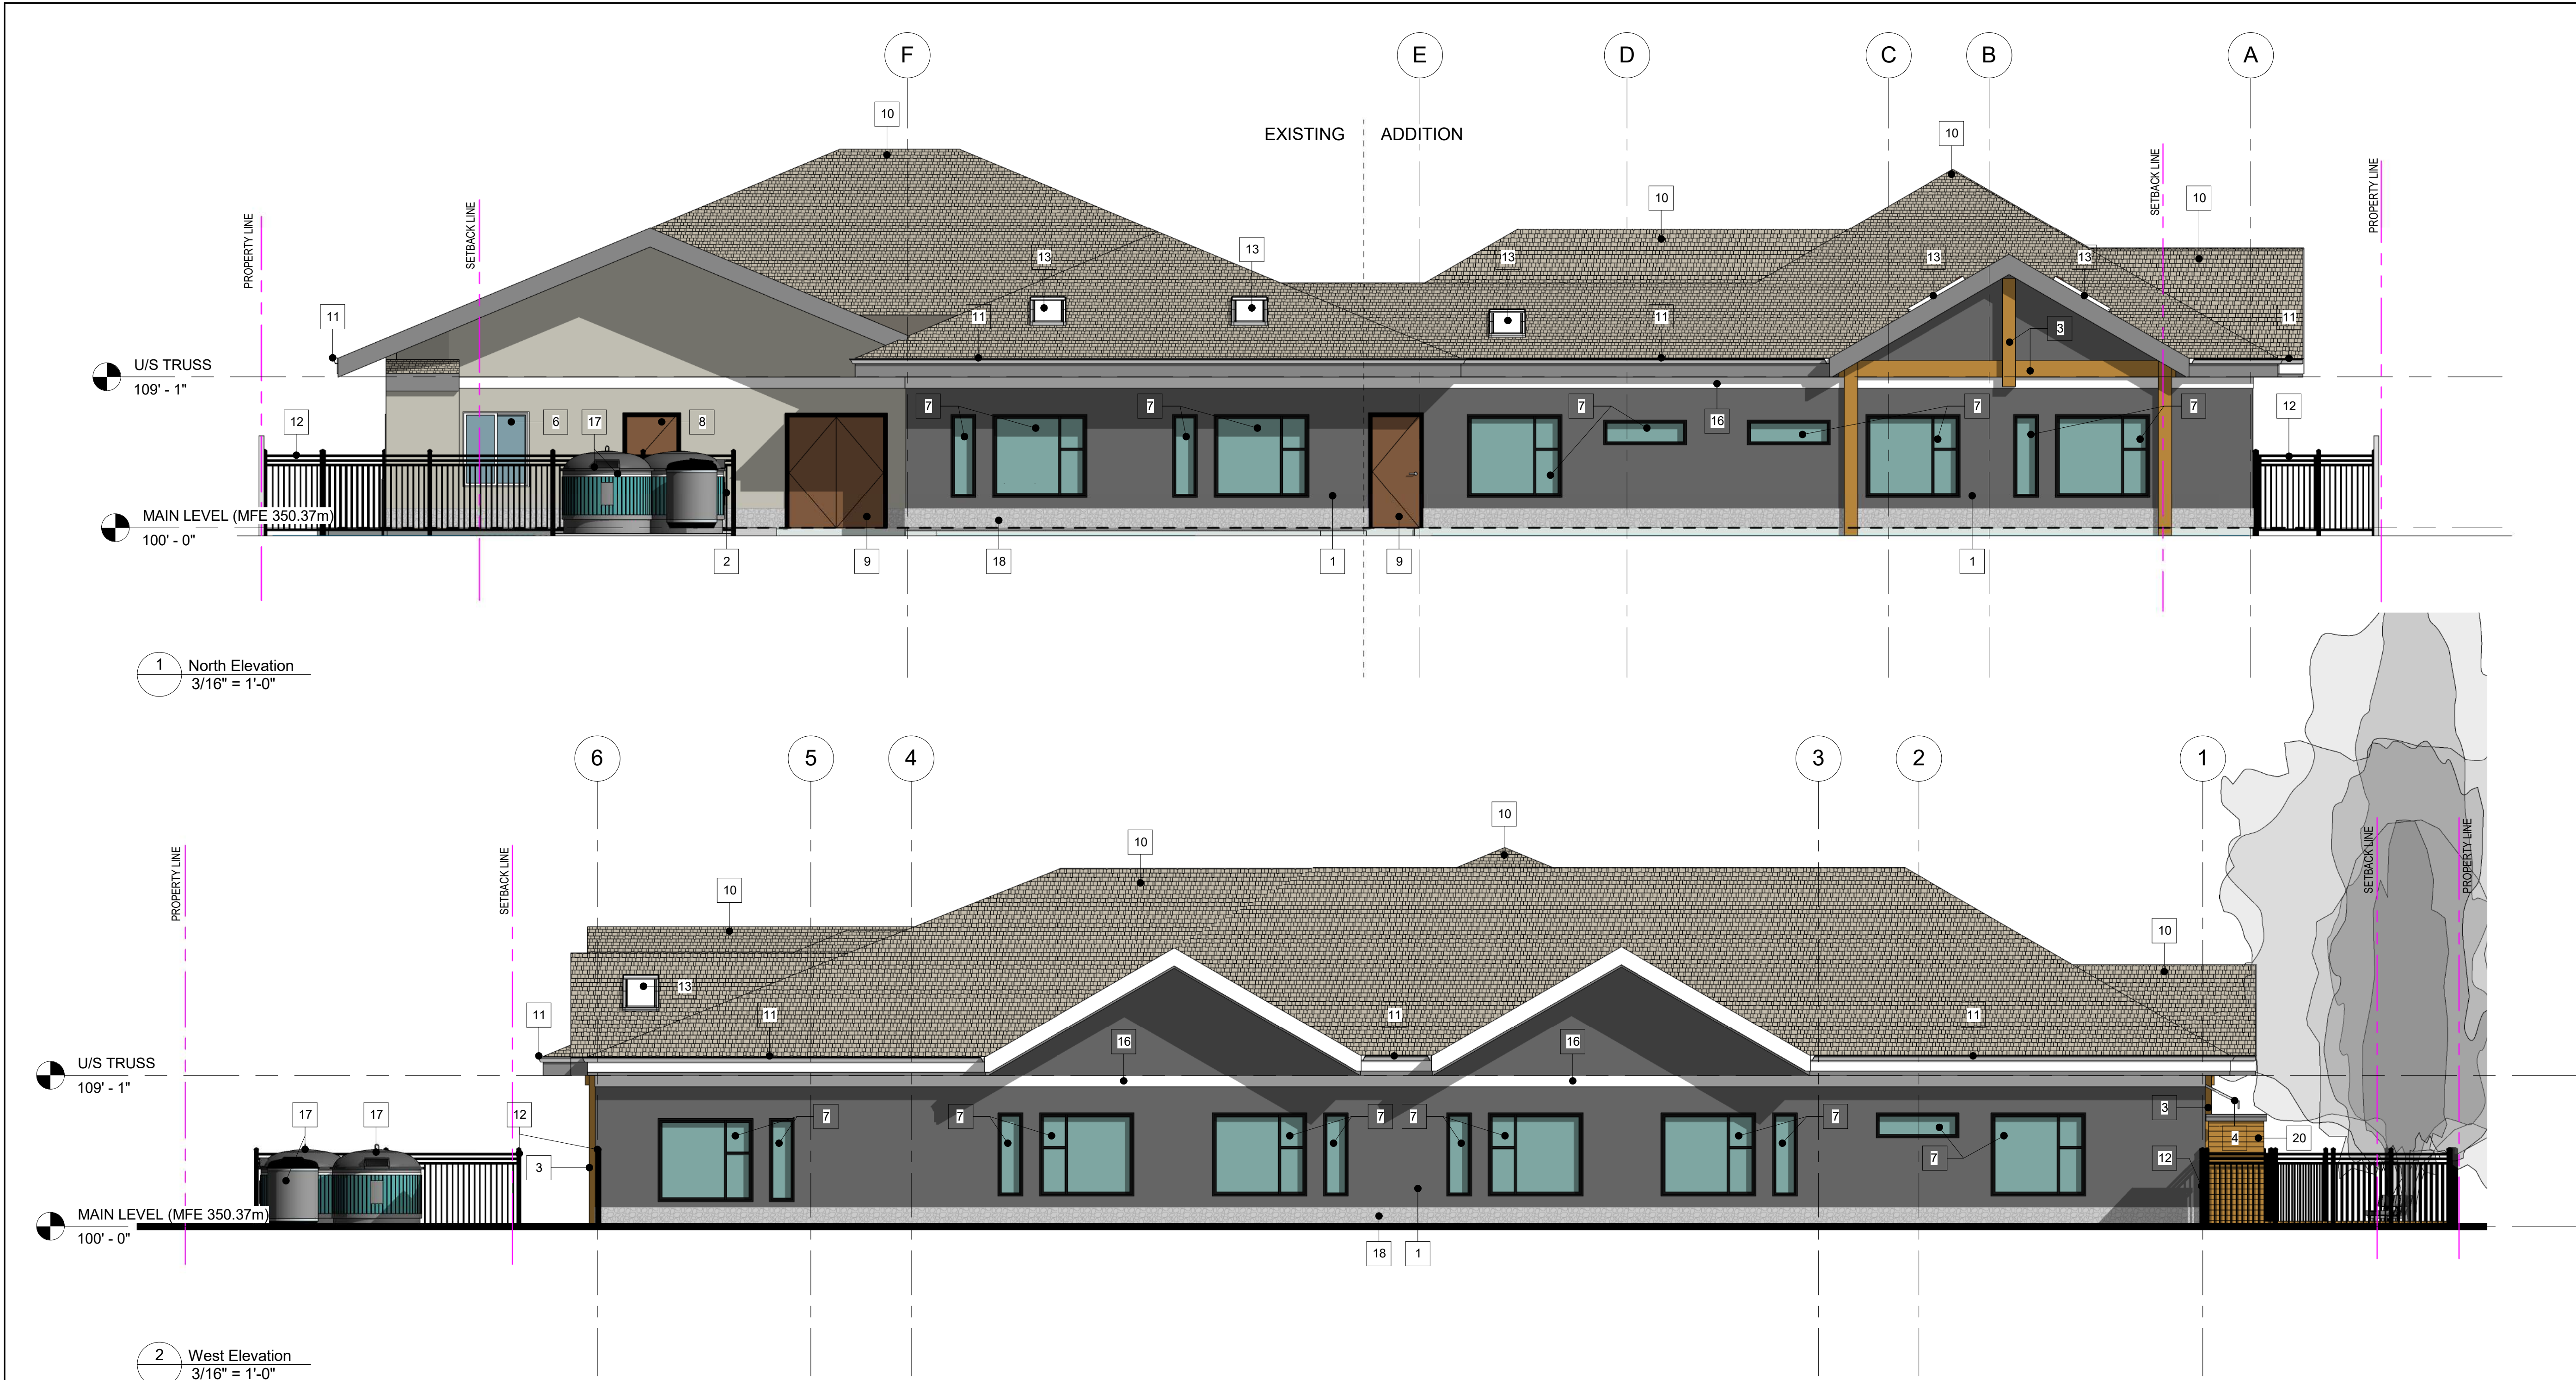 F E D C B A
10
EXISTING ADDITION
10
10 10
PROPERTY LINE
SETBACK LINE
SETBACK LINE
PROPERTY LINE
13 13 13 13 13
11 11 11 11
U/S TRUSS
109' - 1"
3
12 6 17 8 7 7 7 16 7 7 12
MAIN LEVEL (MFE 350.37m)
100' - 0"
2 9 18 1 9 1
1 North Elevation
3/16" = 1'-0"
6 5 4 3 2 1
10
10
10
10
PROPERTY LINE
SETBACK LINE
SETBACK LINE
PROPERTY LINE
13
11 11 11 11
16 16
U/S TRUSS
109' - 1"
17 17 12 7 7 7 7 7 3
3 7 12 4 20
MAIN LEVEL (MFE 350.37m)
100' - 0"
18 1
2 West Elevation
3/16" = 1'-0"